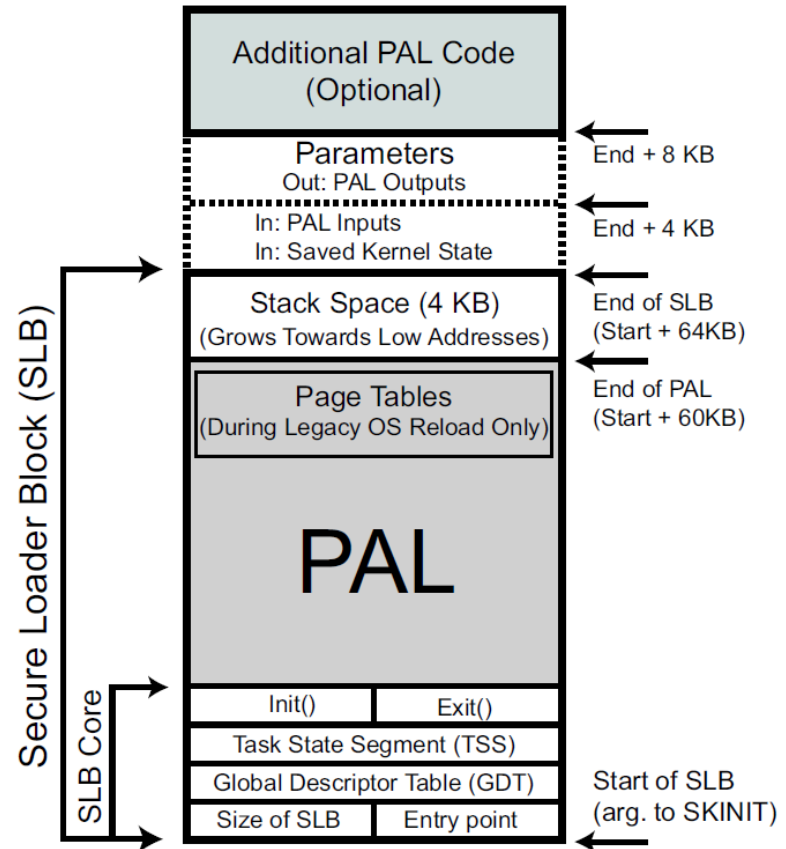 Additional PAL Code
(Optional)
End + 8 KB
Parameters
Out: PAL Outputs
End + 4 KB
In: PAL Inputs
In: Saved Kernel State
Stack Space (4 KB)
(Grows Towards Low Addresses)
End of SLB
(Start + 64KB)
End of PAL
(Start + 60KB)
Page Tables
(During Legacy OS Reload Only)
PAL
Secure Loader Block (SLB)
SLB Core
Init()
Exit()
Task State Segment (TSS)
Global Descriptor Table (GDT)
Size of SLB
Entry point
Start of SLB
(arg. to SKINIT)